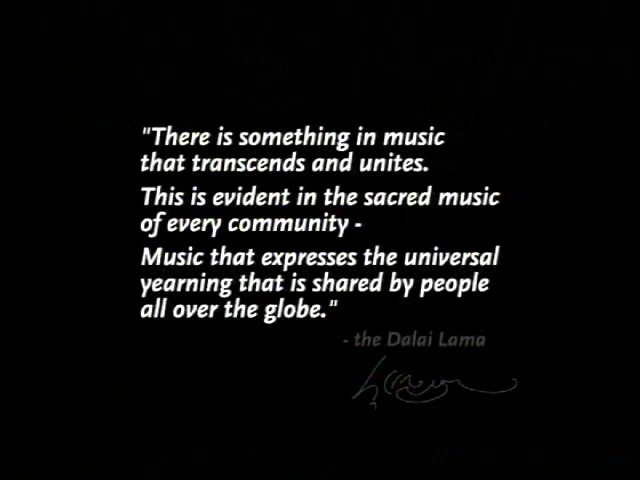 "There is something in music
that transcends and unites.
This is evident in the sacred music
of every community -
Music that expresses the universal
yearning that is shared by people
all over the globe."
- the Dalai Lama